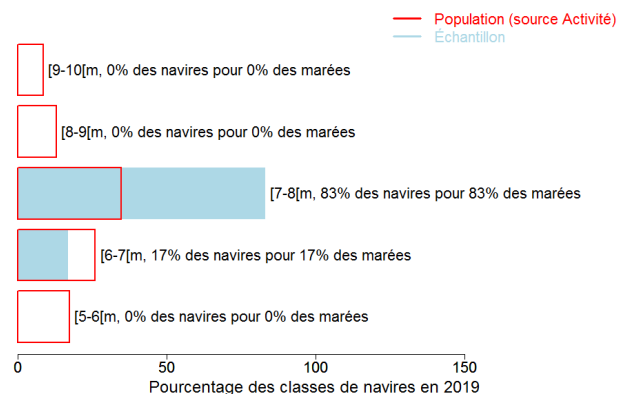 Population (source Activité)
Échantillon
[9-10[m, 0% des navires pour 0% des marées
[8-9[m, 0% des navires pour 0% des marées
[7-8[m, 83% des navires pour 83% des marées
[6-7[m, 17% des navires pour 17% des marées
[5-6[m, 0% des navires pour 0% des marées
0 50 100 150
Pourcentage des classes de navires en 2019